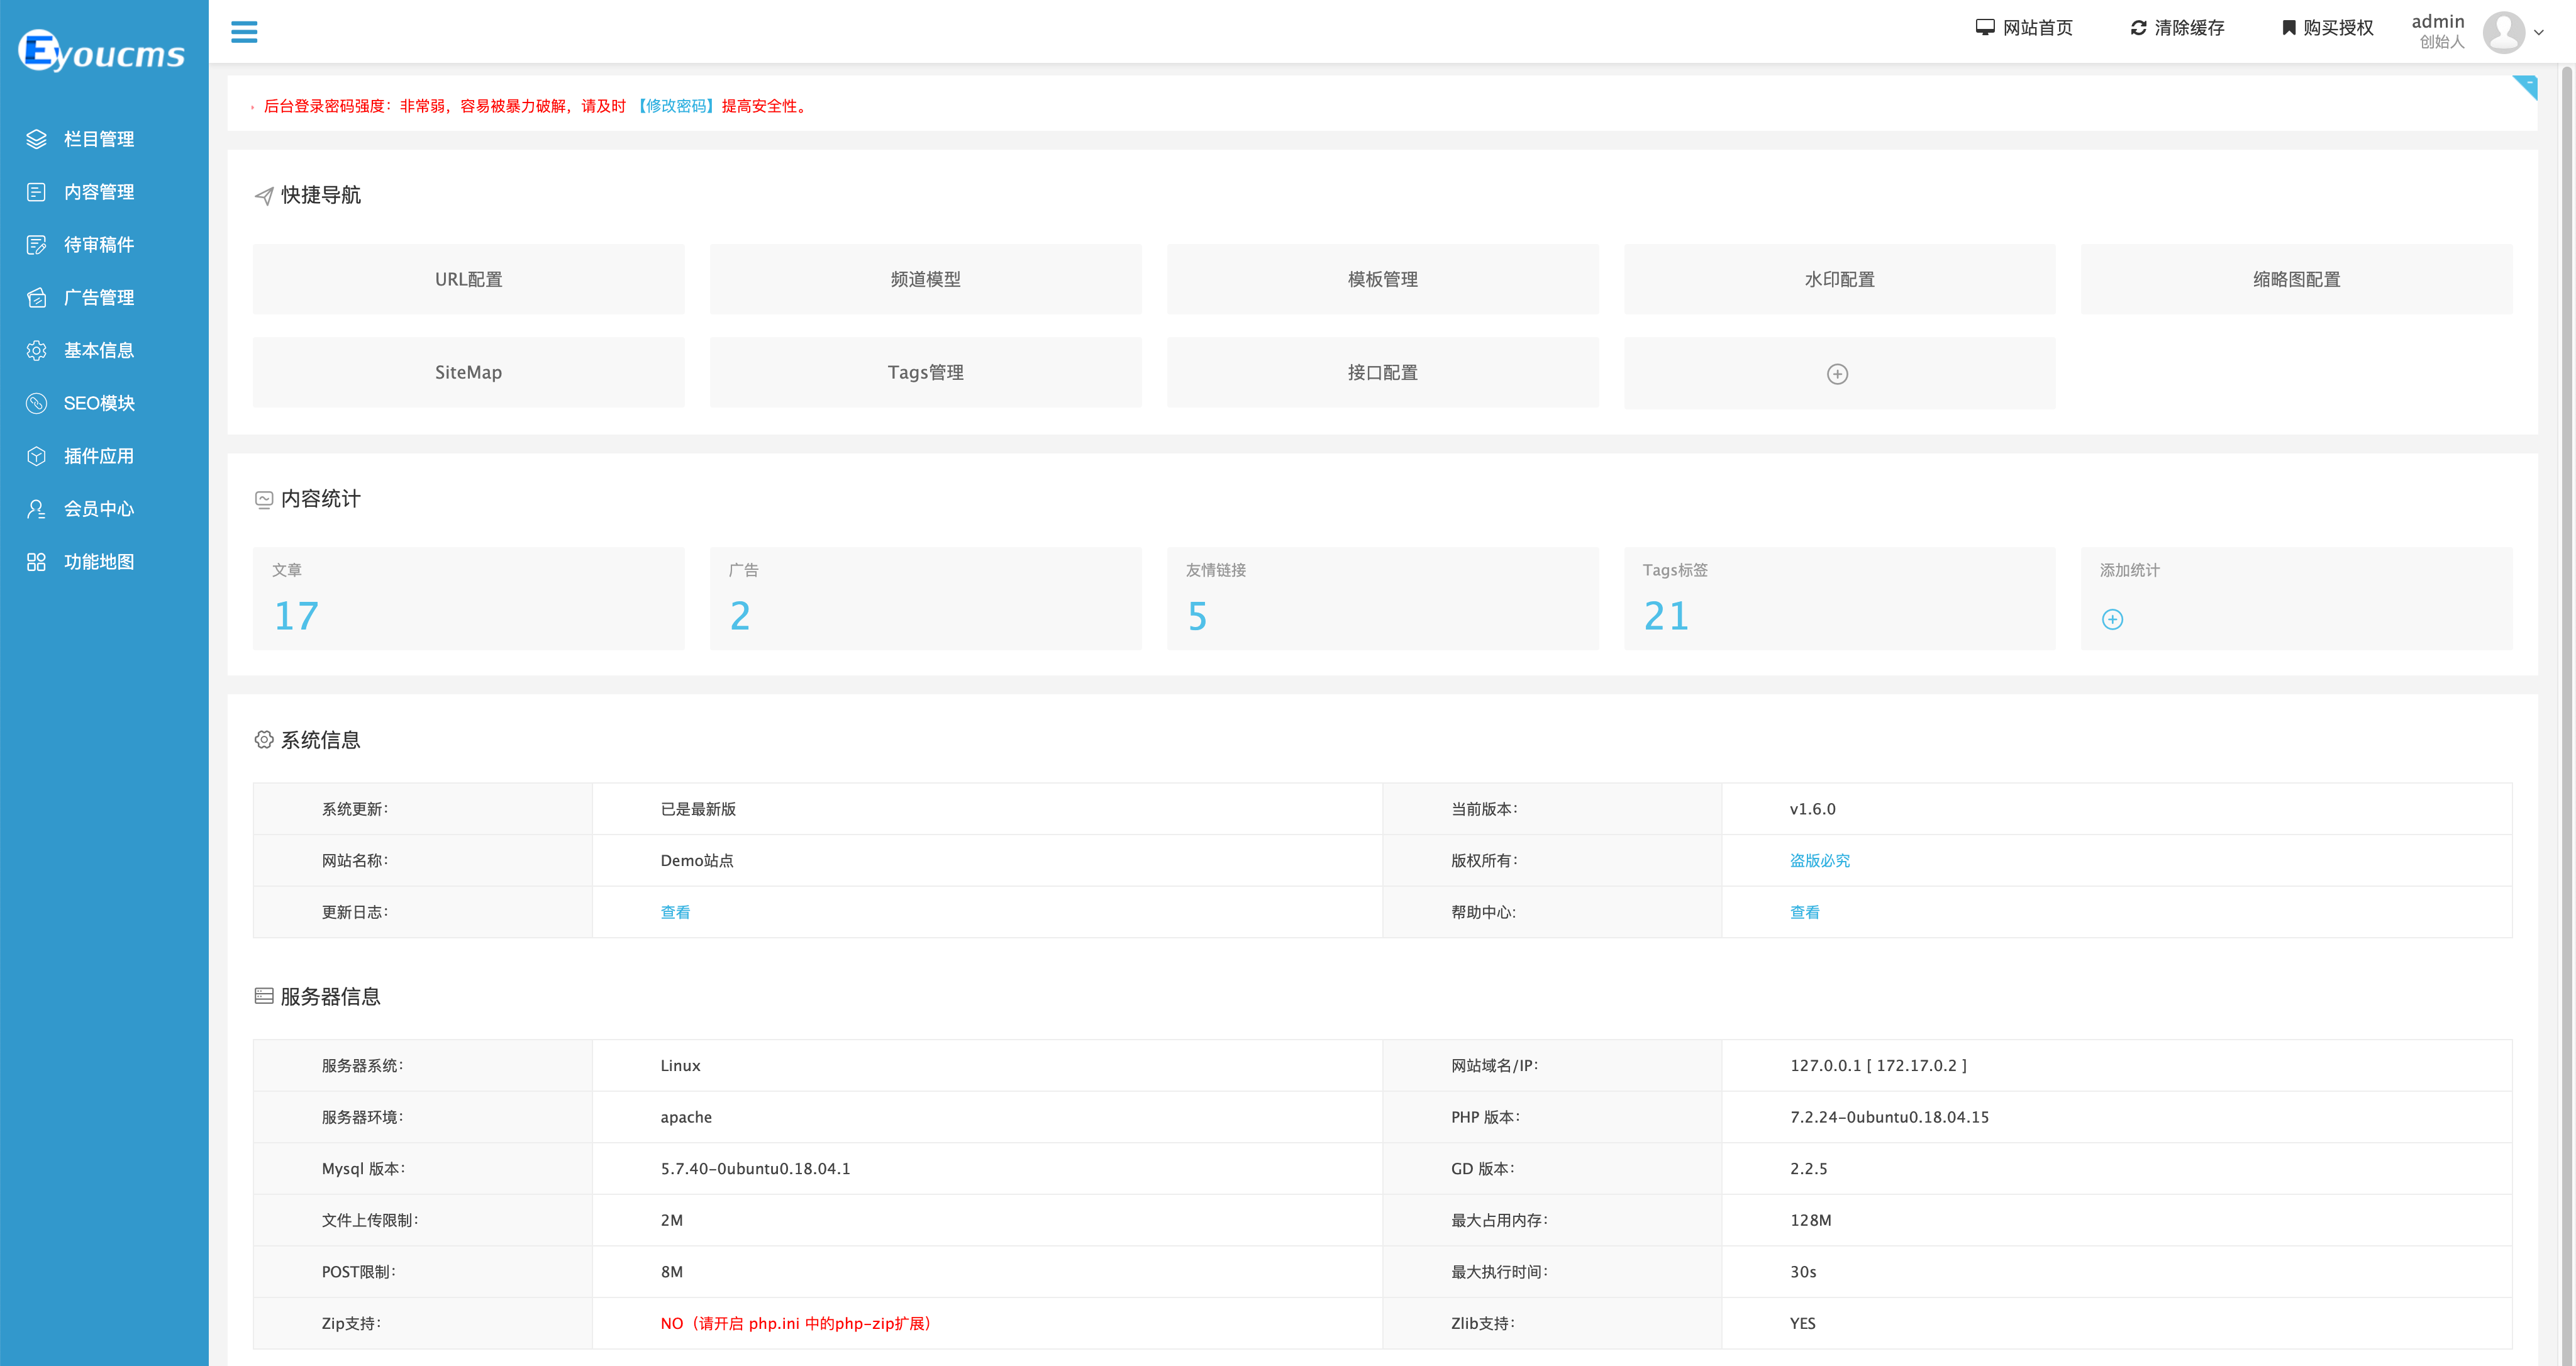 Eyoucms
网站首页
清除缓存
购买授权
admin
创始人
栏目管理
内容管理
待审稿件
广告管理
基本信息
SEO模块
插件应用
会员中心
功能地图
后台登录密码强度：非常弱，容易被暴力破解，请及时 【修改密码】提高安全性。
快捷导航
URL配置
频道模型
模板管理
水印配置
缩略图配置
SiteMap
Tags管理
接口配置
内容统计
文章
17
广告
2
友情链接
5
Tags标签
21
添加统计
系统信息
系统更新： 已是最新版 当前版本： v1.6.0
网站名称： Demo站点 版权所有： 盗版必究
更新日志： 查看 帮助中心： 查看
服务器信息
服务器系统： Linux 网站域名/IP： 127.0.0.1 [ 172.17.0.2 ]
服务器环境： apache PHP 版本： 7.2.24-0ubuntu0.18.04.15
Mysql 版本： 5.7.40-0ubuntu0.18.04.1 GD 版本： 2.2.5
文件上传限制： 2M 最大占用内存： 128M
POST限制： 8M 最大执行时间： 30s
Zip支持： NO（请开启 php.ini 中的php-zip扩展） Zlib支持： YES